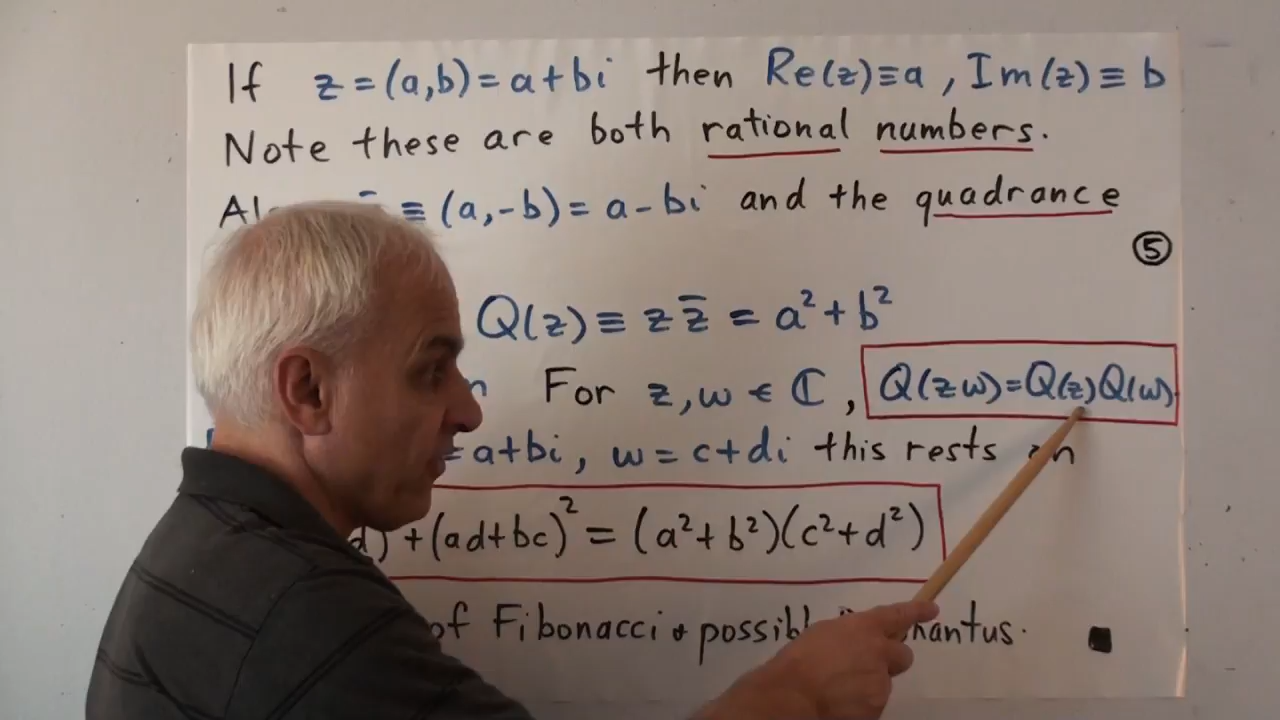 If z = (a,b) = a + bi then Re(z) ≡ a , Im(z) ≡ b
Note these are both rational numbers.
≡ (a,-b) = a - bi and the quadrance
⑤
Q(z) ≡ z z̄ = a² + b²
For z, w ∈ ℂ , Q(zw) = Q(z)Q(w)
= a + bi , w = c + di this rests
d) + (ad+bc)² = (a²+b²)(c²+d²)
of Fibonacci +